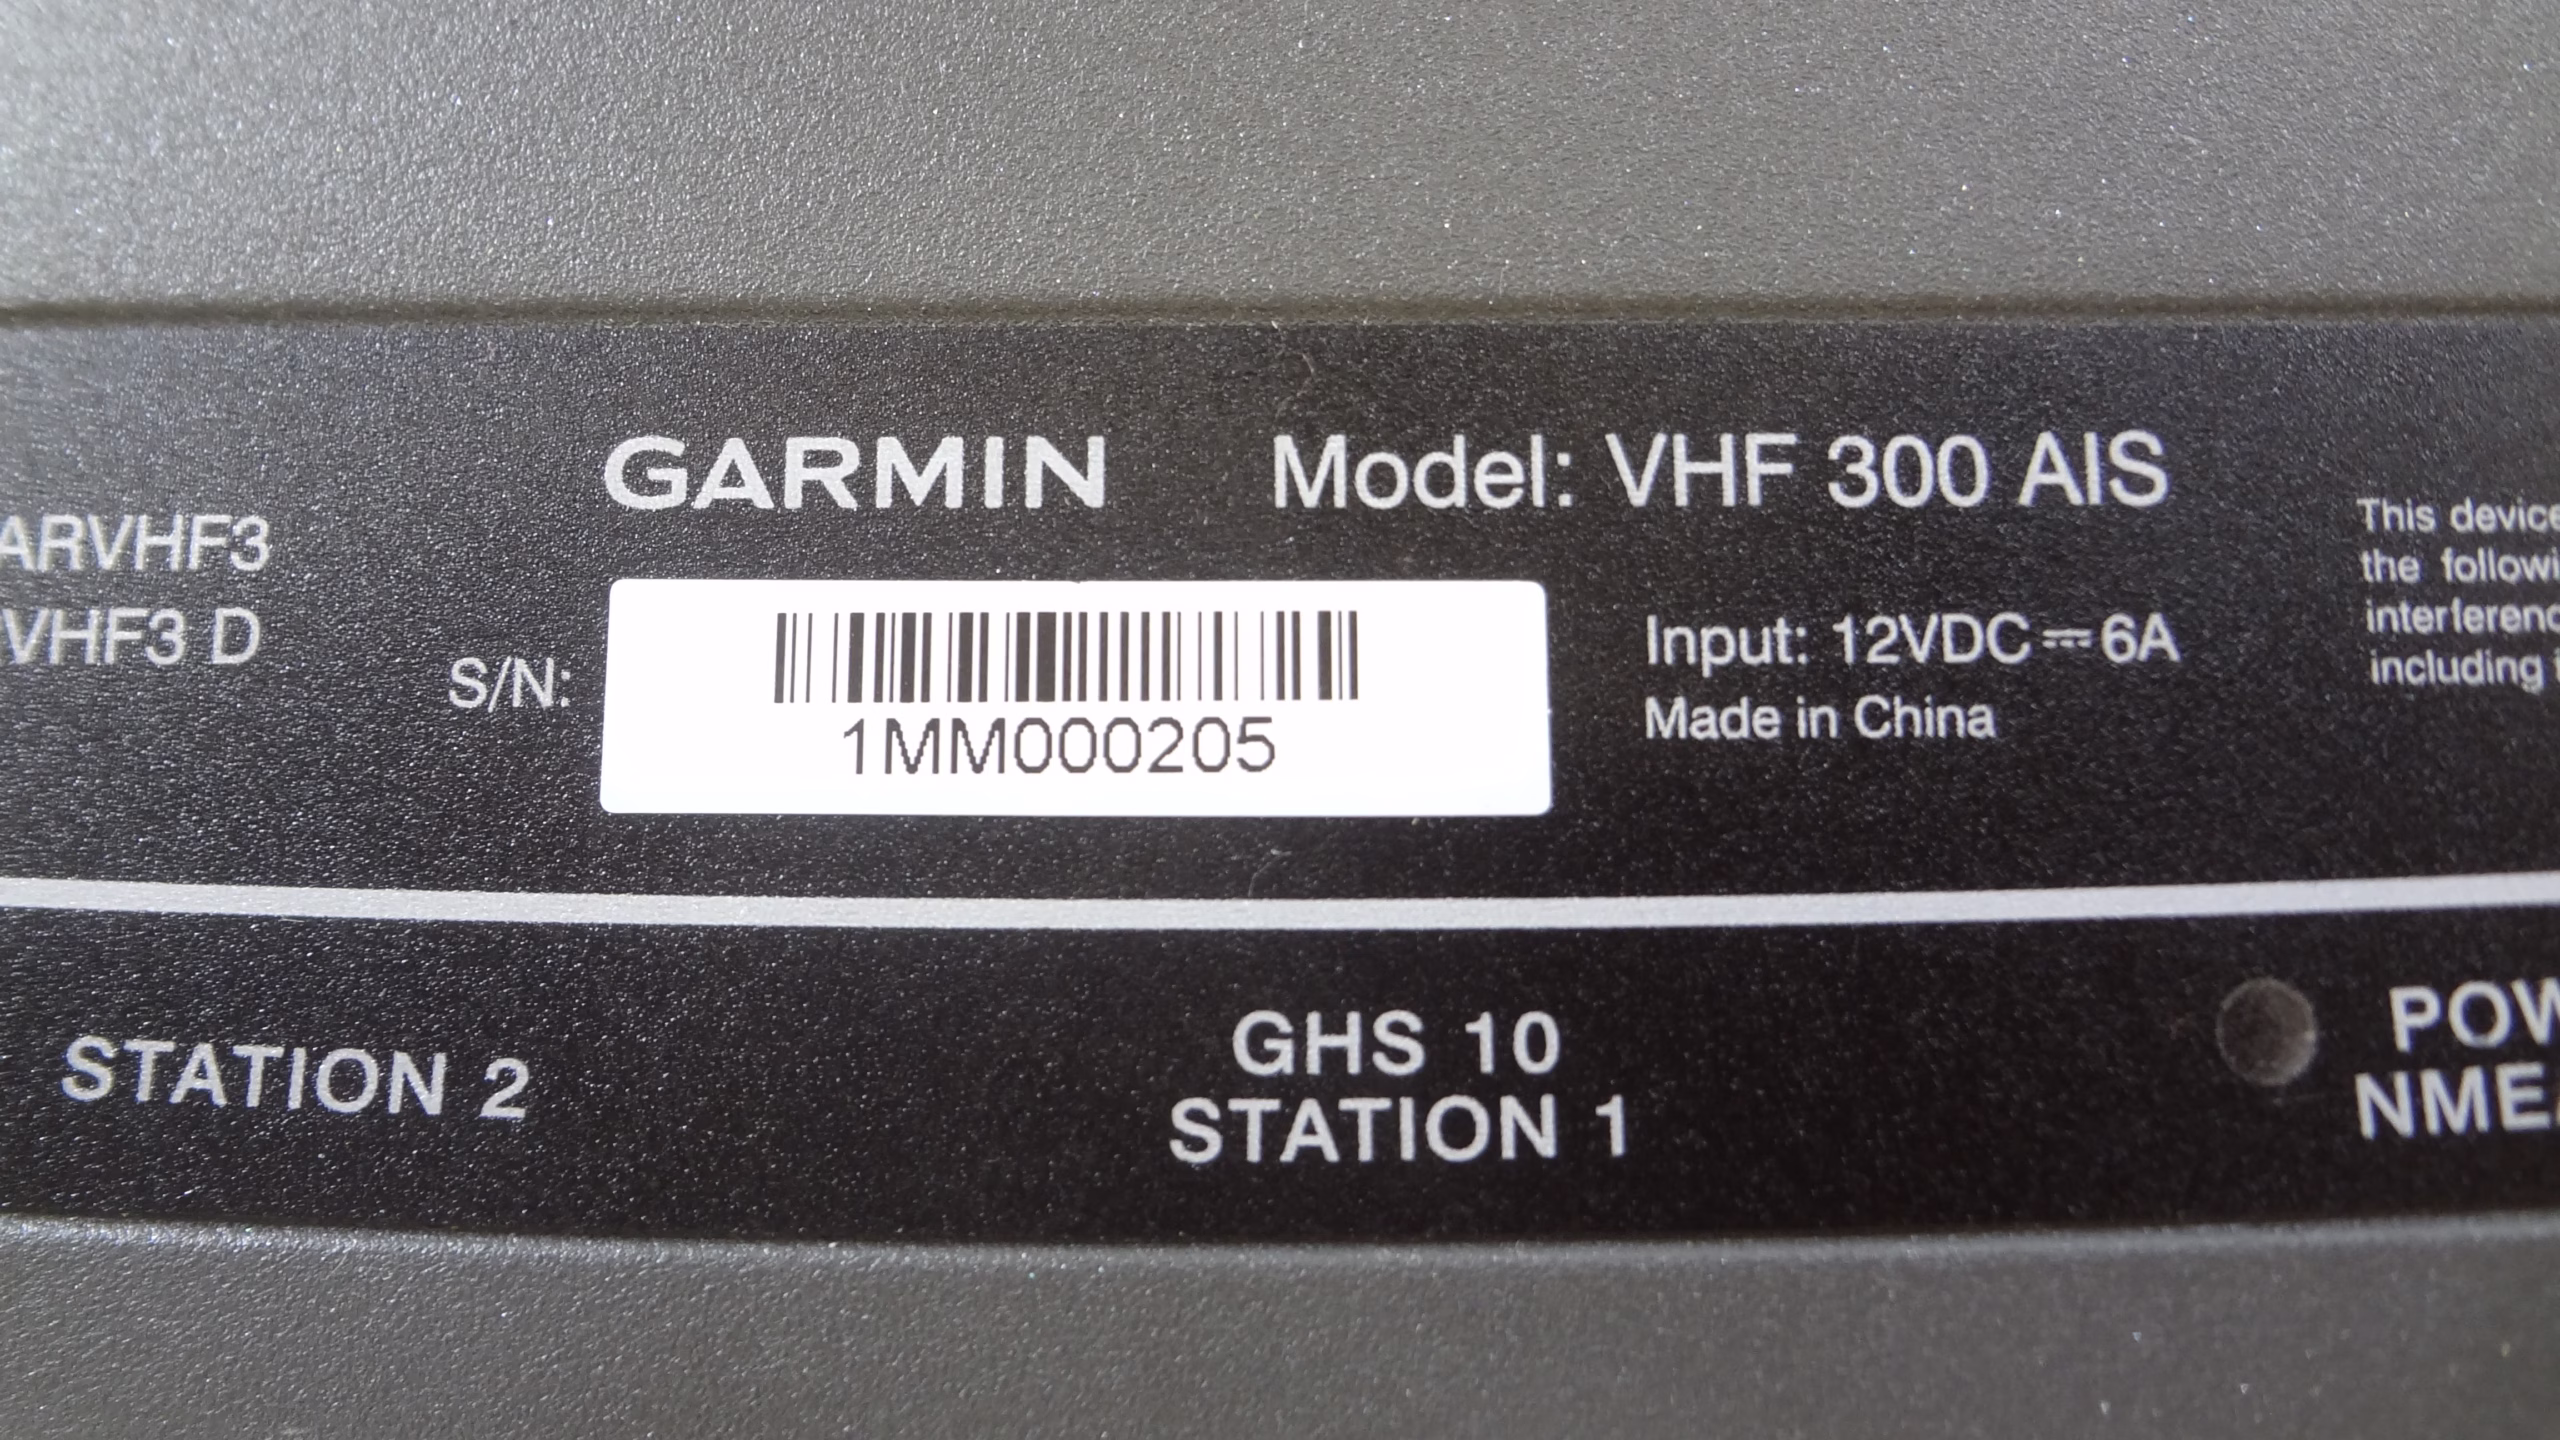 GARMIN Model: VHF 300 AIS
ARVHF3
VHF3 D
S/N:
1MM000205
Input: 12VDC⎓6A
Made in China
This device
the followi
interferenc
including i
STATION 2
GHS 10
STATION 1
POW
NMEA